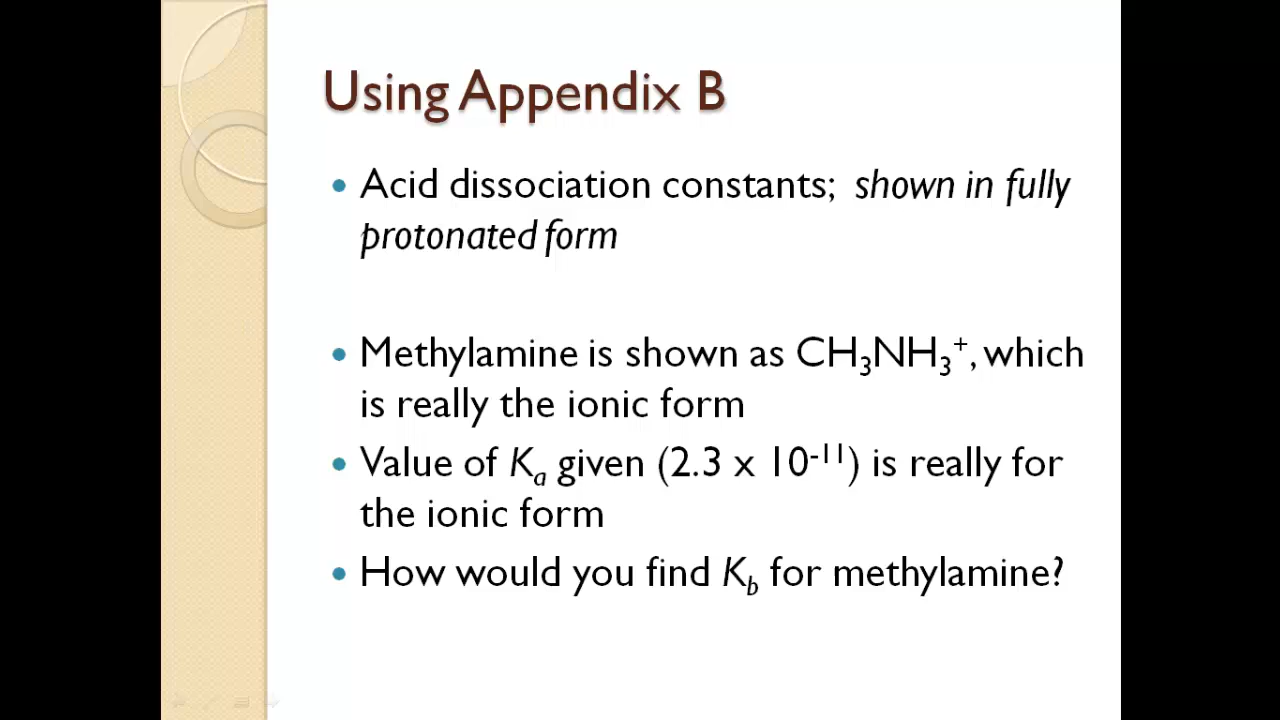 Using Appendix B
• Acid dissociation constants; shown in fully
protonated form
• Methylamine is shown as CH₃NH₃⁺, which
is really the ionic form
• Value of Kₐ given (2.3 x 10⁻¹¹) is really for
the ionic form
• How would you find K_b for methylamine?